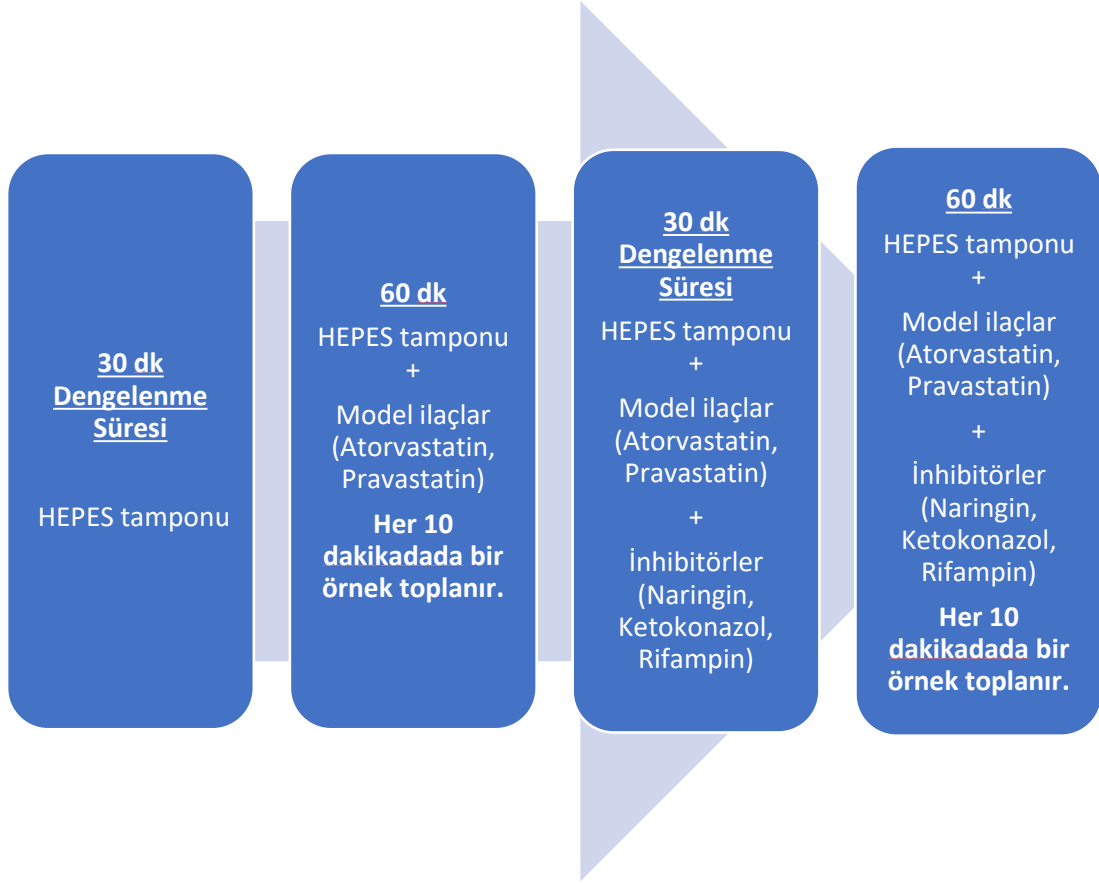 30 dk
Dengelenme
Süresi
HEPES tamponu
60 dk
HEPES tamponu
+
Model ilaçlar
(Atorvastatin,
Pravastatin)
Her 10
dakikadada bir
örnek toplanır.
30 dk
Dengelenme
Süresi
HEPES tamponu
+
Model ilaçlar
(Atorvastatin,
Pravastatin)
+
İnhibitörler
(Naringin,
Ketokonazol,
Rifampin)
60 dk
HEPES tamponu
+
Model ilaçlar
(Atorvastatin,
Pravastatin)
+
İnhibitörler
(Naringin,
Ketokonazol,
Rifampin)
Her 10
dakikadada bir
örnek toplanır.